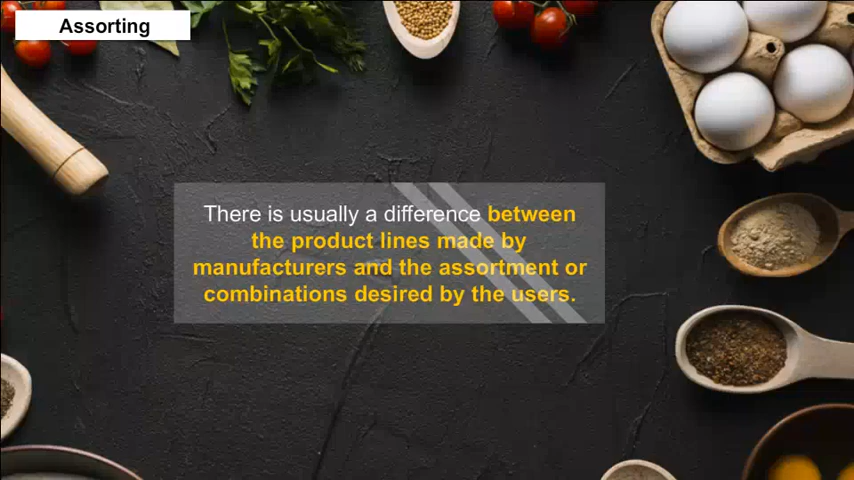 Assorting
There is usually a difference between
the product lines made by
manufacturers and the assortment or
combinations desired by the users.